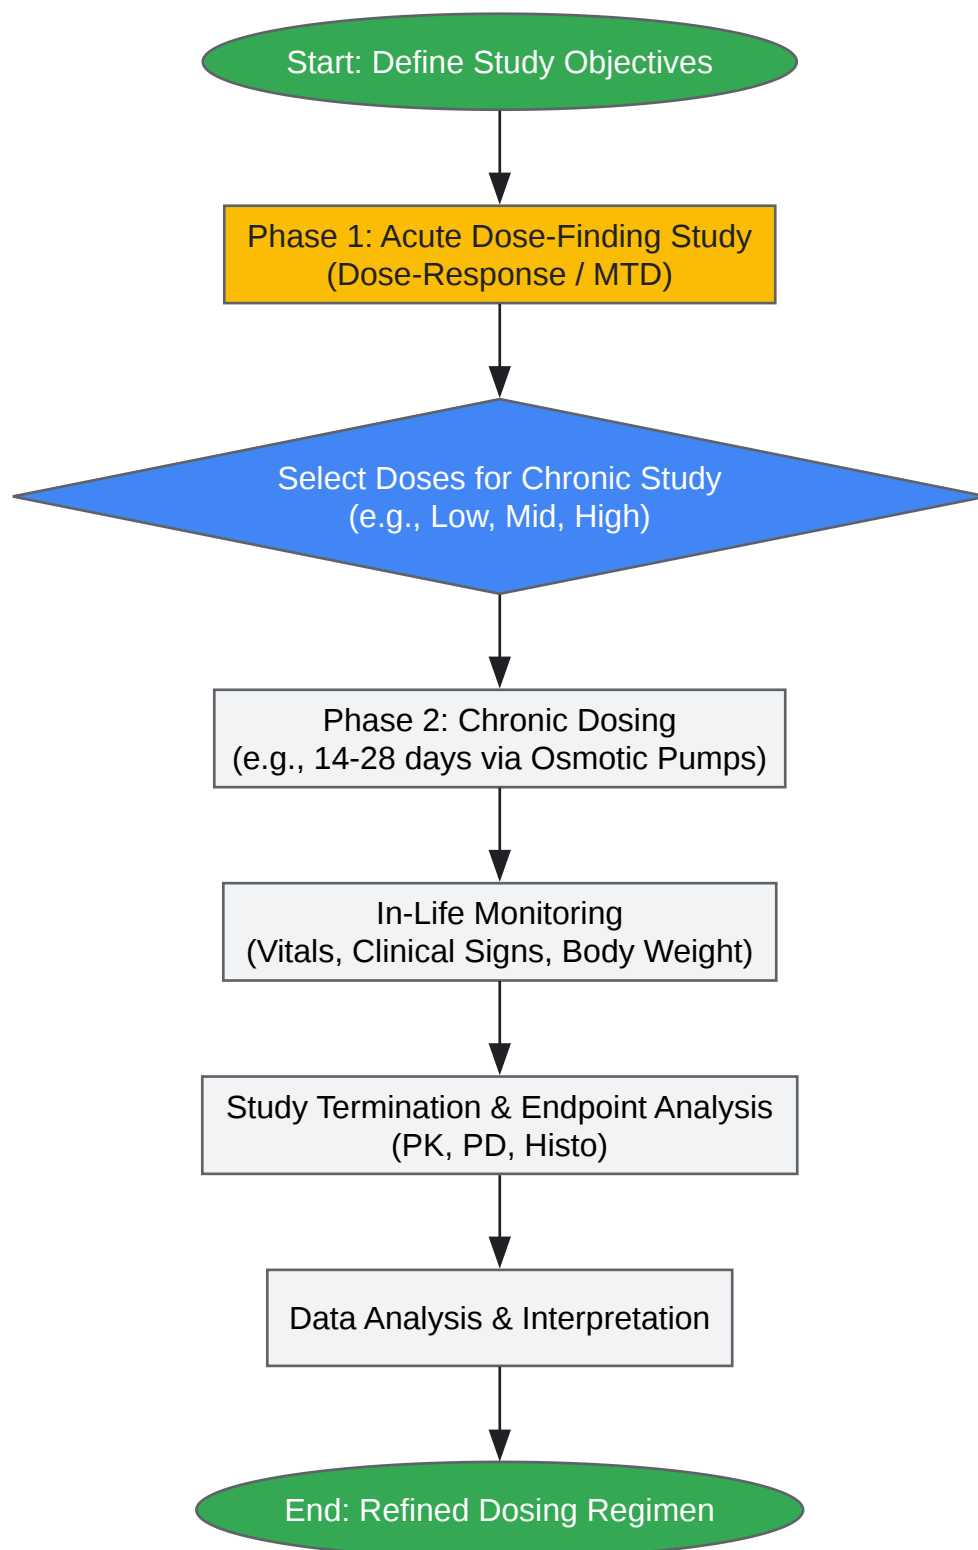 Start: Define Study Objectives
Phase 1: Acute Dose-Finding Study
(Dose-Response / MTD)
Select Doses for Chronic Study
(e.g., Low, Mid, High)
Phase 2: Chronic Dosing
(e.g., 14-28 days via Osmotic Pumps)
In-Life Monitoring
(Vitals, Clinical Signs, Body Weight)
Study Termination & Endpoint Analysis
(PK, PD, Histo)
Data Analysis & Interpretation
End: Refined Dosing Regimen